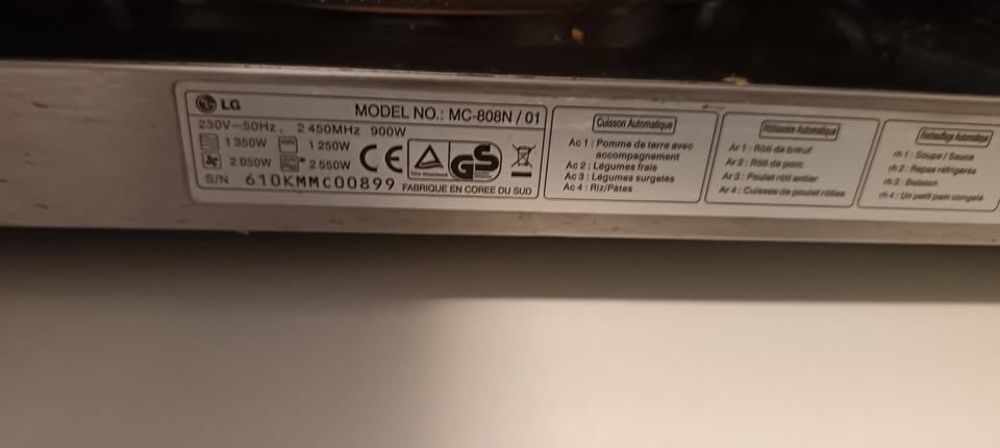 LG
MODEL NO.: MC-808N / 01
230V~50Hz, 2 450MHz 900W
1 350W 1 250W
2 050W 2 550W
CE
TÜV Rheinland
GS
S/N 610KMMC00899 FABRIQUE EN COREE DU SUD
Cuisson Automatique
Ac 1 : Pomme de terre avec
accompagnement
Ac 2 : Légumes frais
Ac 3 : Légumes surgelés
Ac 4 : Riz/Pâtes
Rôtisserie Automatique
Ar 1 : Rôti de bœuf
Ar 2 : Rôti de porc
Ar 3 : Poulet rôti entier
Ar 4 : Cuisses de poulet rôties
Réchauffage Automatique
rh 1 : Soupe / Sauce
rh 2 : Repas réfrigérés
rh 3 : Boisson
rh 4 : Un petit pain congelé